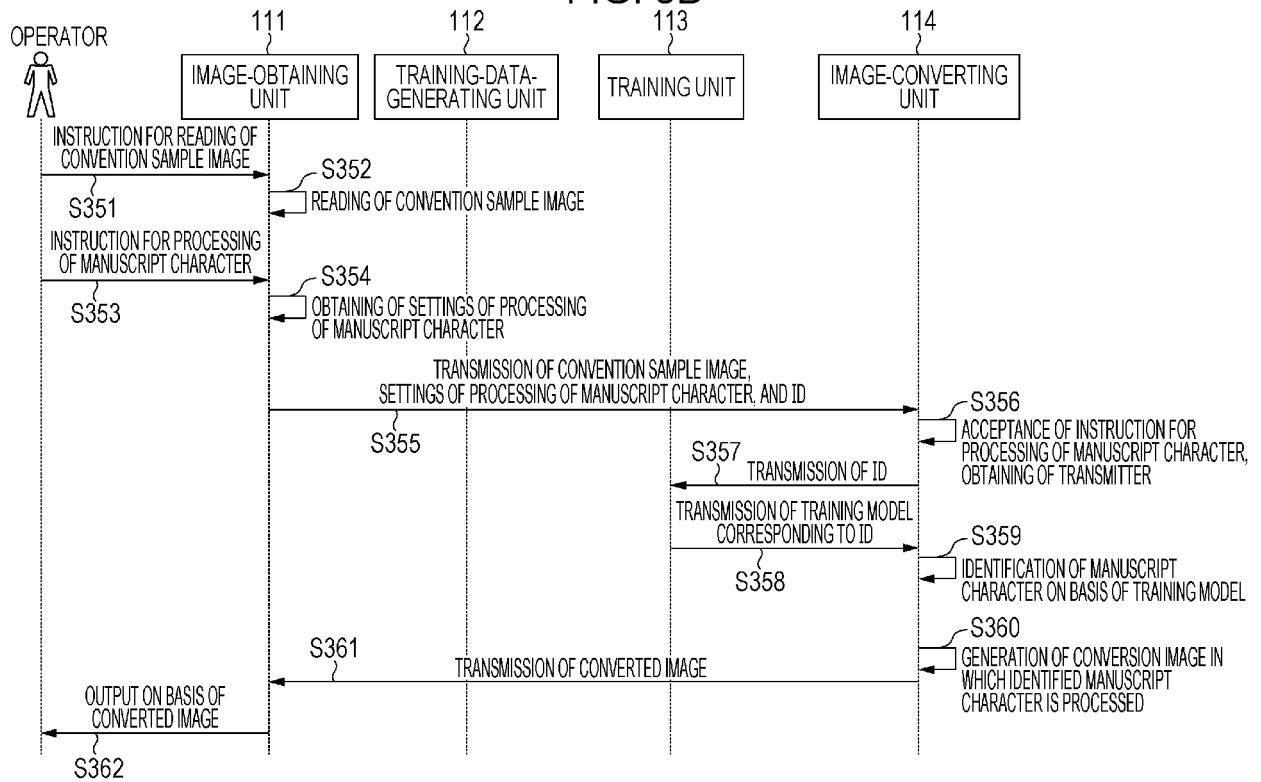 111
112
113
114
OPERATOR
IMAGE-OBTAINING
UNIT
TRAINING-DATA-
GENERATING UNIT
TRAINING UNIT
IMAGE-CONVERTING
UNIT
INSTRUCTION FOR READING OF
CONVENTION SAMPLE IMAGE
S351
S352
READING OF CONVENTION SAMPLE IMAGE
INSTRUCTION FOR PROCESSING
OF MANUSCRIPT CHARACTER
S353
S354
OBTAINING OF SETTINGS OF PROCESSING
OF MANUSCRIPT CHARACTER
TRANSMISSION OF CONVENTION SAMPLE IMAGE,
SETTINGS OF PROCESSING OF MANUSCRIPT CHARACTER, AND ID
S355
S356
ACCEPTANCE OF INSTRUCTION FOR
PROCESSING OF MANUSCRIPT CHARACTER,
OBTAINING OF TRANSMITTER
S357
TRANSMISSION OF ID
TRANSMISSION OF TRAINING MODEL
CORRESPONDING TO ID
S358
S359
IDENTIFICATION OF MANUSCRIPT
CHARACTER ON BASIS OF TRAINING MODEL
S360
GENERATION OF CONVERSION IMAGE IN
WHICH IDENTIFIED MANUSCRIPT
CHARACTER IS PROCESSED
S361
TRANSMISSION OF CONVERTED IMAGE
OUTPUT ON BASIS OF
CONVERTED IMAGE
S362